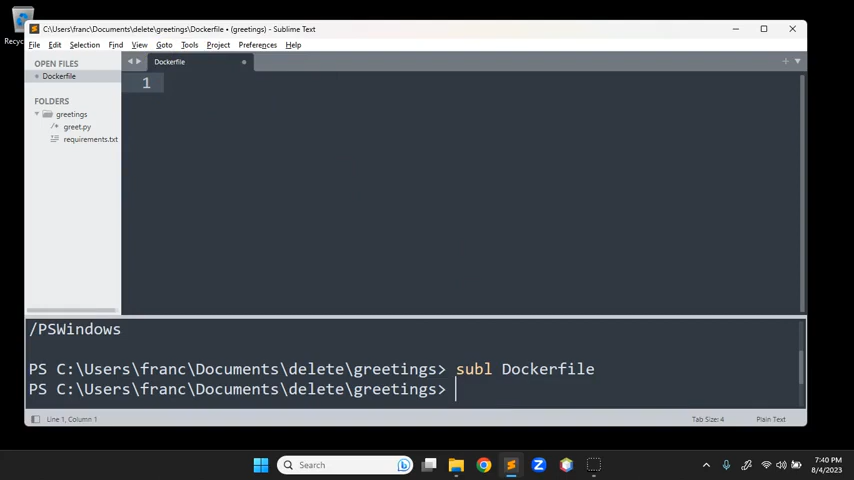 Recyc
C:\Users\franc\Documents\delete\greetings\Dockerfile • (greetings) - Sublime Text
File Edit Selection Find View Goto Tools Project Preferences Help
OPEN FILES
Dockerfile
FOLDERS
greetings
greet.py
requirements.txt
Dockerfile
1
/PSWindows
PS C:\Users\franc\Documents\delete\greetings> subl Dockerfile
PS C:\Users\franc\Documents\delete\greetings>
Line 1, Column 1
Tab Size: 4
Plain Text
Search
7:40 PM
8/4/2023